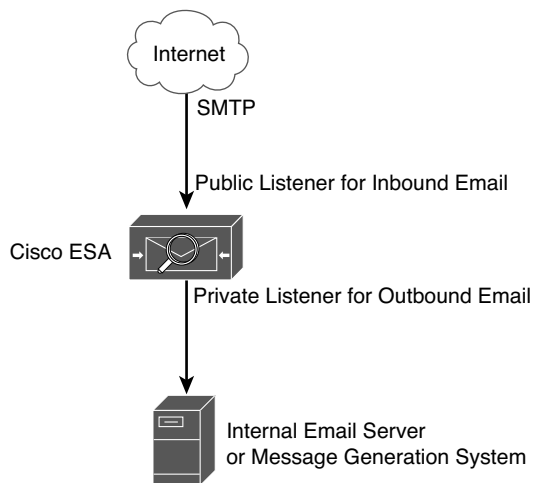 Internet
SMTP
Public Listener for Inbound Email
Cisco ESA
Private Listener for Outbound Email
Internal Email Server
or Message Generation System